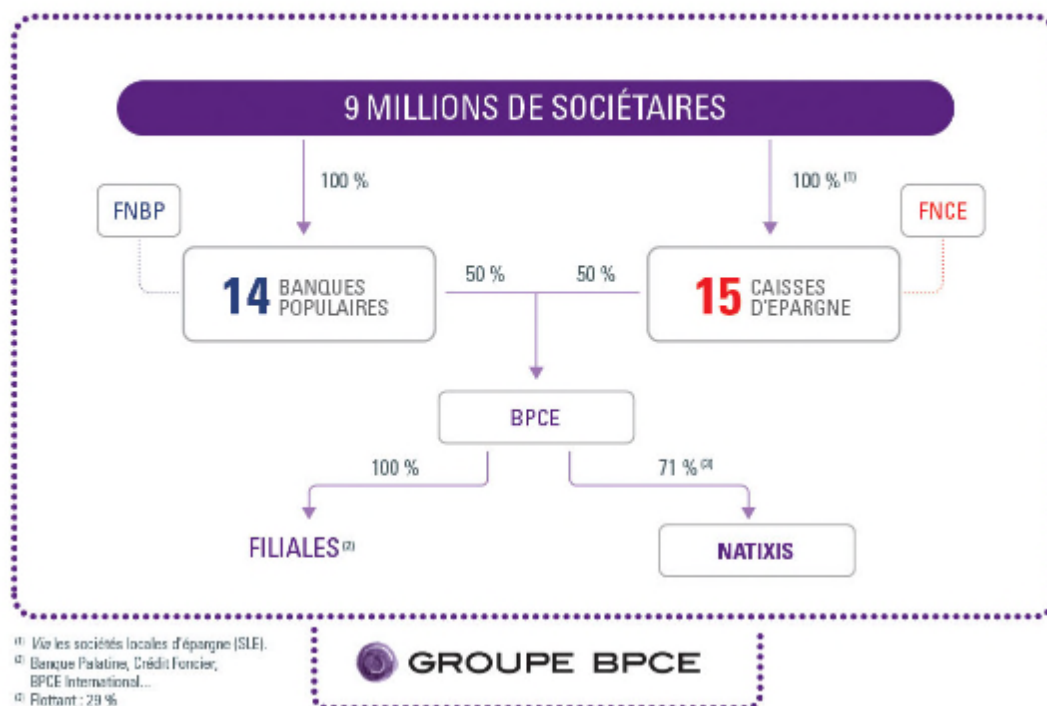 9 MILLIONS DE SOCIÉTAIRES
100 %
100 % (1)
FNBP
FNCE
14 BANQUES
POPULAIRES
50 %
50 %
15 CAISSES
D'EPARGNE
BPCE
100 %
71 % (3)
FILIALES (2)
NATIXIS
(1) Via les sociétés locales d'épargne (SLE).
(2) Banque Palatine, Crédit Foncier,
BPCE International...
(3) Flottant : 29 %
GROUPE BPCE